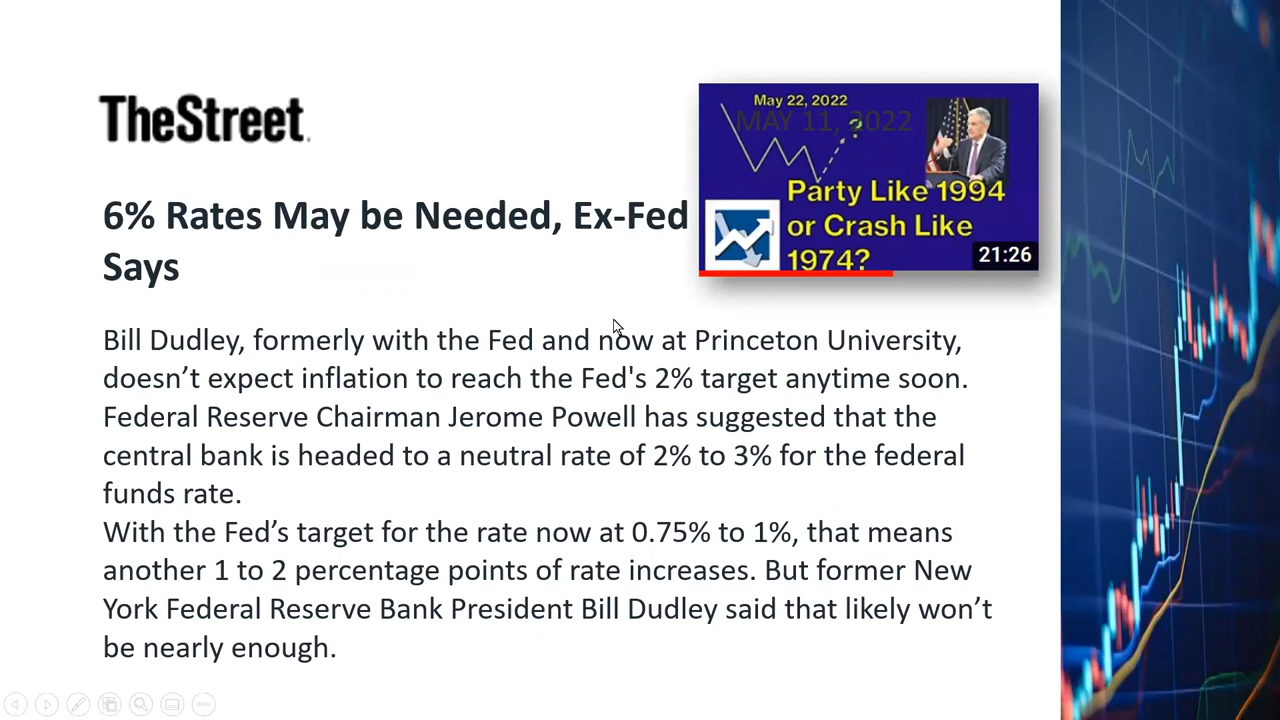 TheStreet
May 22, 2022
MAY 11, 2022
?
Party Like 1994
or Crash Like
1974?
21:26
6% Rates May be Needed, Ex-Fed
Says
Bill Dudley, formerly with the Fed and now at Princeton University,
doesn’t expect inflation to reach the Fed's 2% target anytime soon.
Federal Reserve Chairman Jerome Powell has suggested that the
central bank is headed to a neutral rate of 2% to 3% for the federal
funds rate.
With the Fed’s target for the rate now at 0.75% to 1%, that means
another 1 to 2 percentage points of rate increases. But former New
York Federal Reserve Bank President Bill Dudley said that likely won’t
be nearly enough.